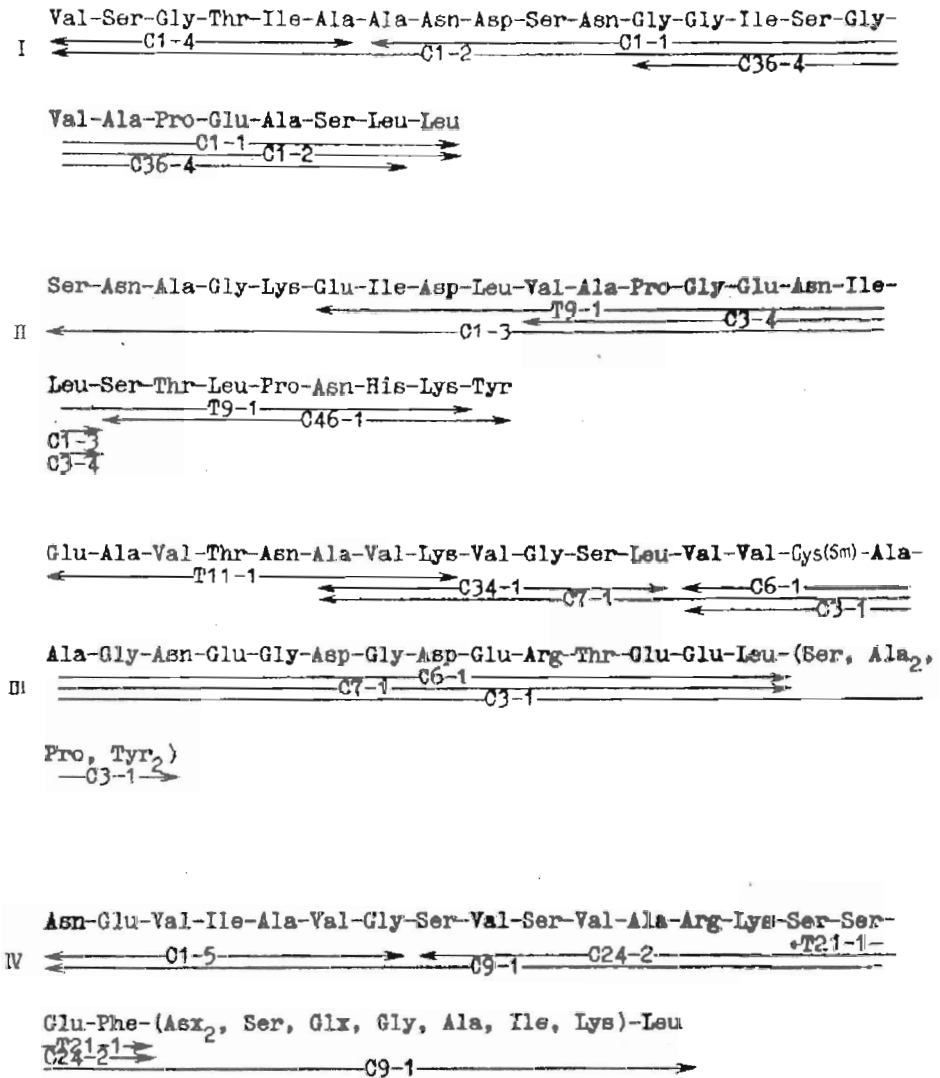 Val-Ser-Gly-Thr-Ile-Ala-Ala-Asn-Asp-Ser-Asn-Gly-Gly-Ile-Ser-Gly-
I C1-4 C1-1
C1-2
C36-4
Val-Ala-Pro-Glu-Ala-Ser-Leu-Leu
C1-1
C1-2
C36-4
Ser-Asn-Ala-Gly-Lys-Glu-Ile-Asp-Leu-Val-Ala-Pro-Gly-Glu-Asn-Ile-
T9-1
II C3-4
C1-3
Leu-Ser-Thr-Leu-Pro-Asn-His-Lys-Tyr
T9-1
C46-1
C1-3
C3-4
Glu-Ala-Val-Thr-Asn-Ala-Val-Lys-Val-Gly-Ser-Leu-Val-Val-Cys(Sm)-Ala-
T11-1 C34-1 C6-1
C7-1
C3-1
III Ala-Gly-Asn-Glu-Gly-Asp-Gly-Asp-Glu-Arg-Thr-Glu-Glu-Leu-(Ser, Ala2,
C6-1
C7-1
C3-1
Pro, Tyr2)
C3-1
Asn-Glu-Val-Ile-Ala-Val-Gly-Ser-Val-Ser-Val-Ala-Arg-Lys-Ser-Ser-
T21-1
IV C1-5 C24-2
C9-1
Glu-Phe-(Asx2, Ser, Glx, Gly, Ala, Ile, Lys)-Leu
T21-1
C24-2
C9-1